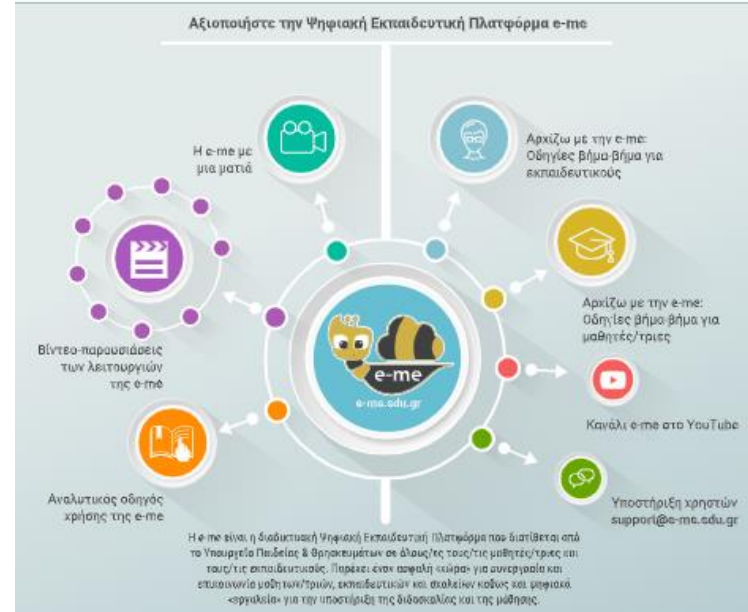 Αξιοποιήστε την Ψηφιακή Εκπαιδευτική Πλατφόρμα e-me
Η e-me με
μια ματιά
Αρχίζω με την e-me:
Οδηγίες βήμα-βήμα για
εκπαιδευτικούς
Βίντεο-παρουσιάσεις
των λειτουργιών
της e-me
e-me
e-me.edu.gr
Αρχίζω με την e-me:
Οδηγίες βήμα-βήμα για
μαθητές/τριες
Κανάλι e-me στο YouTube
Αναλυτικός οδηγός
χρήσης της e-me
Υποστήριξη χρηστών
support@e-me.edu.gr
Η e-me είναι η διαδικτυακή Ψηφιακή Εκπαιδευτική Πλατφόρμα που διατίθεται από
το Υπουργείο Παιδείας & Θρησκευμάτων σε όλους/ες τους/τις μαθητές/τριες και
τους/τις εκπαιδευτικούς. Παρέχει έναν ασφαλή «χώρο» για συνεργασία και
επικοινωνία μαθητων/τριών, εκπαιδευτικών και σχολείων καθώς και ψηφιακά
«εργαλεία» για την υποστήριξη της διδασκαλίας και της μάθησης.